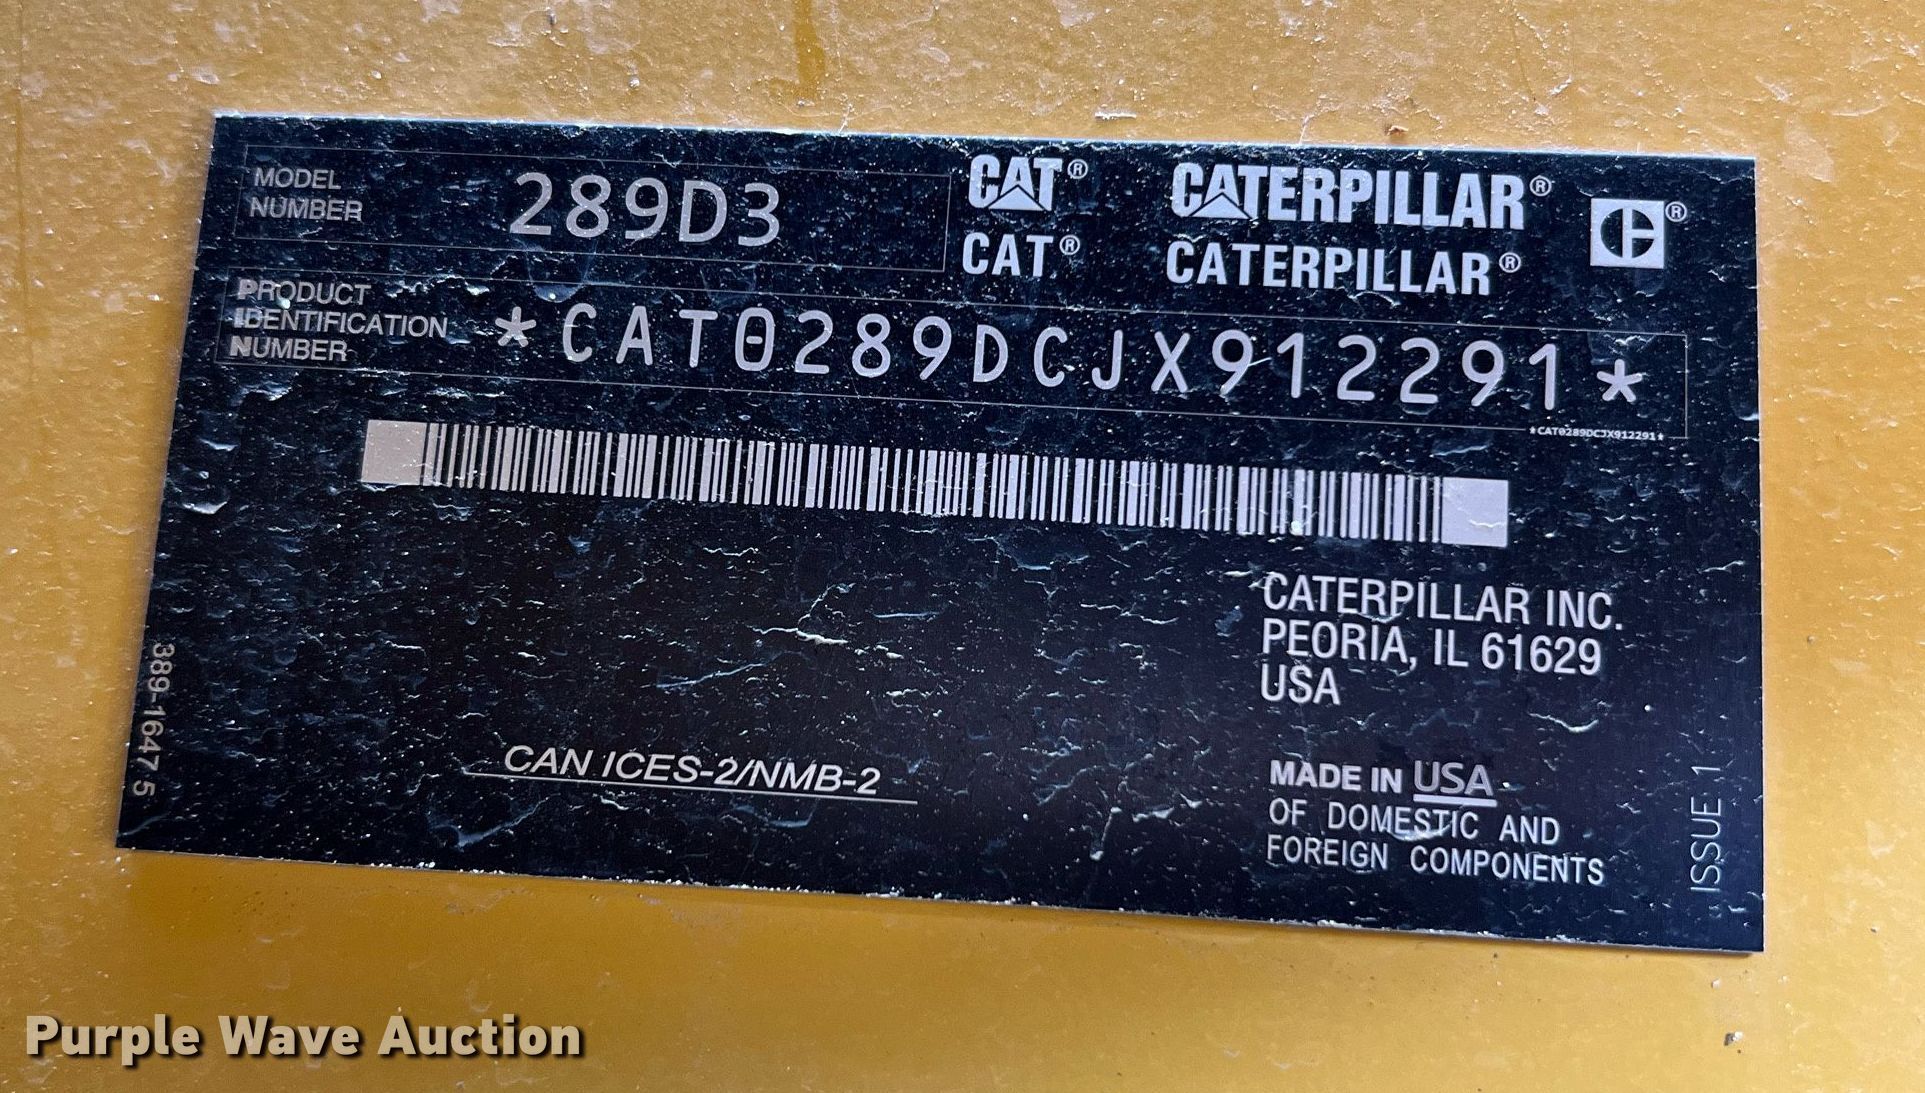 MODEL
NUMBER
289D3
CAT®
CATERPILLAR®
®
CAT®
CATERPILLAR®
PRODUCT
IDENTIFICATION
NUMBER
*CAT0289DCJX912291*
*CAT0289DCJX912291*
CATERPILLAR INC.
PEORIA, IL 61629
USA
389-1647 5
CAN ICES-2/NMB-2
MADE IN USA
OF DOMESTIC AND
FOREIGN COMPONENTS
ISSUE 1
Purple Wave Auction